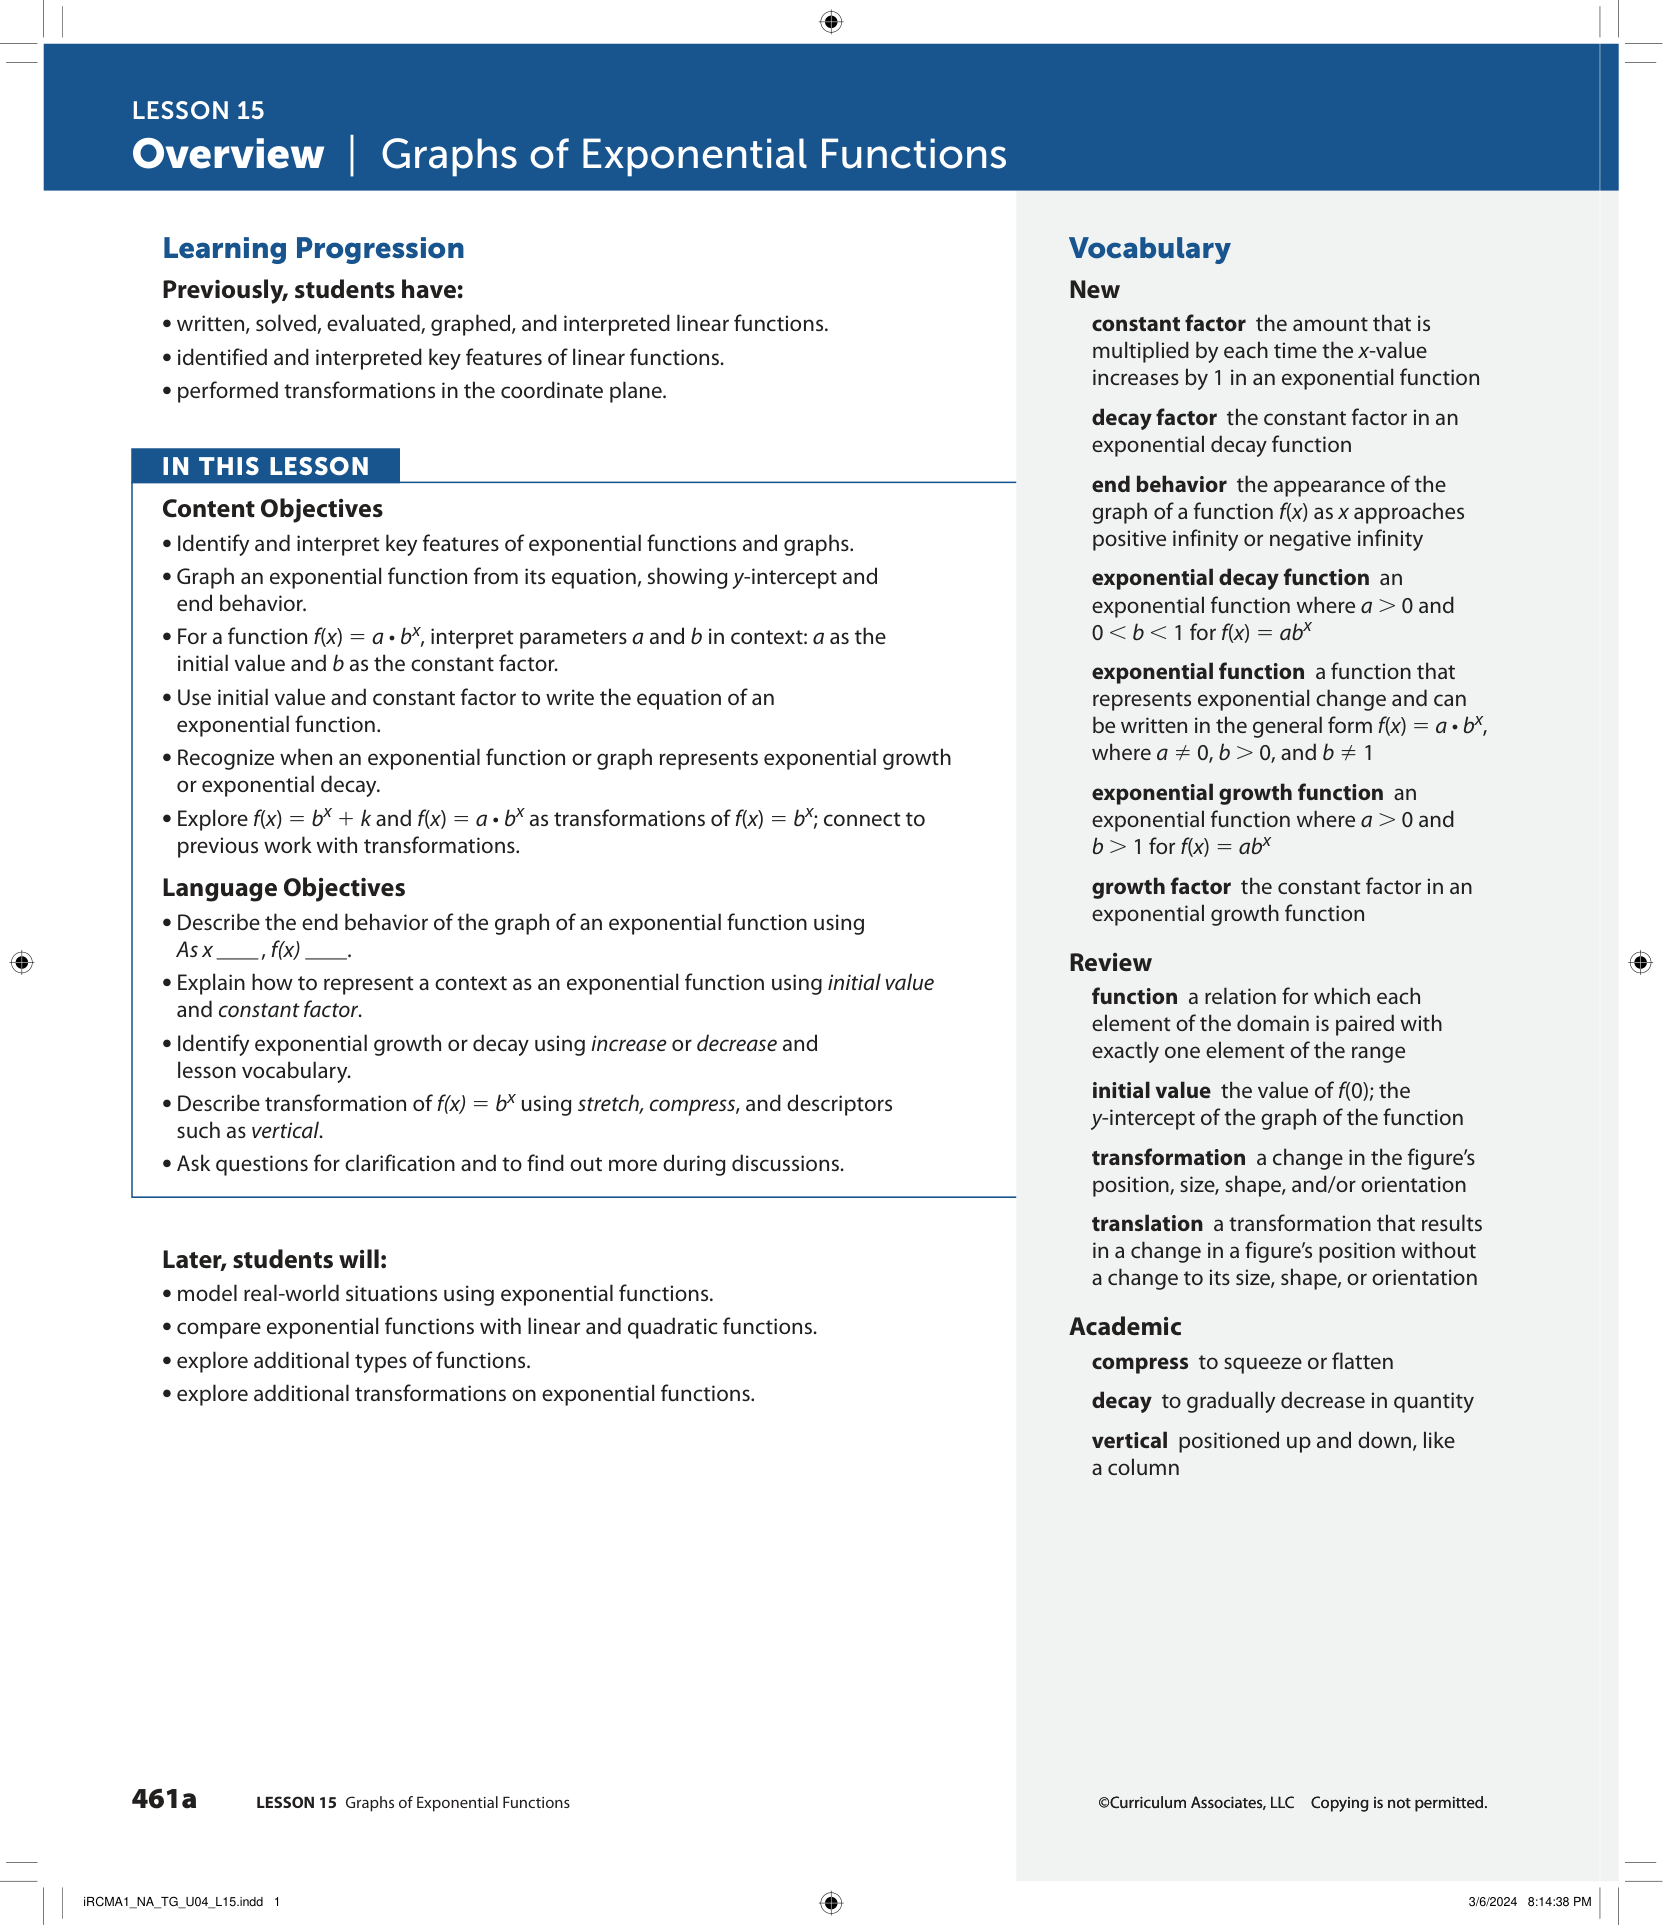 LESSON 15
Overview | Graphs of Exponential Functions
Learning Progression
Previously, students have:
• written, solved, evaluated, graphed, and interpreted linear functions.
• identified and interpreted key features of linear functions.
• performed transformations in the coordinate plane.
IN THIS LESSON
Content Objectives
• Identify and interpret key features of exponential functions and graphs.
• Graph an exponential function from its equation, showing y-intercept and
end behavior.
• For a function f(x) = a • bˣ, interpret parameters a and b in context: a as the
initial value and b as the constant factor.
• Use initial value and constant factor to write the equation of an
exponential function.
• Recognize when an exponential function or graph represents exponential growth
or exponential decay.
• Explore f(x) = bˣ + k and f(x) = a • bˣ as transformations of f(x) = bˣ; connect to
previous work with transformations.
Language Objectives
• Describe the end behavior of the graph of an exponential function using
As x ____ , f(x) ____.
• Explain how to represent a context as an exponential function using initial value
and constant factor.
• Identify exponential growth or decay using increase or decrease and
lesson vocabulary.
• Describe transformation of f(x) = bˣ using stretch, compress, and descriptors
such as vertical.
• Ask questions for clarification and to find out more during discussions.
Later, students will:
• model real-world situations using exponential functions.
• compare exponential functions with linear and quadratic functions.
• explore additional types of functions.
• explore additional transformations on exponential functions.
Vocabulary
New
constant factor the amount that is
multiplied by each time the x-value
increases by 1 in an exponential function
decay factor the constant factor in an
exponential decay function
end behavior the appearance of the
graph of a function f(x) as x approaches
positive infinity or negative infinity
exponential decay function an
exponential function where a > 0 and
0 < b < 1 for f(x) = abˣ
exponential function a function that
represents exponential change and can
be written in the general form f(x) = a • bˣ,
where a ≠ 0, b > 0, and b ≠ 1
exponential growth function an
exponential function where a > 0 and
b > 1 for f(x) = abˣ
growth factor the constant factor in an
exponential growth function
Review
function a relation for which each
element of the domain is paired with
exactly one element of the range
initial value the value of f(0); the
y-intercept of the graph of the function
transformation a change in the figure’s
position, size, shape, and/or orientation
translation a transformation that results
in a change in a figure’s position without
a change to its size, shape, or orientation
Academic
compress to squeeze or flatten
decay to gradually decrease in quantity
vertical positioned up and down, like
a column
461a LESSON 15 Graphs of Exponential Functions
©Curriculum Associates, LLC Copying is not permitted.
iRCMA1_NA_TG_U04_L15.indd 1
3/6/2024 8:14:38 PM